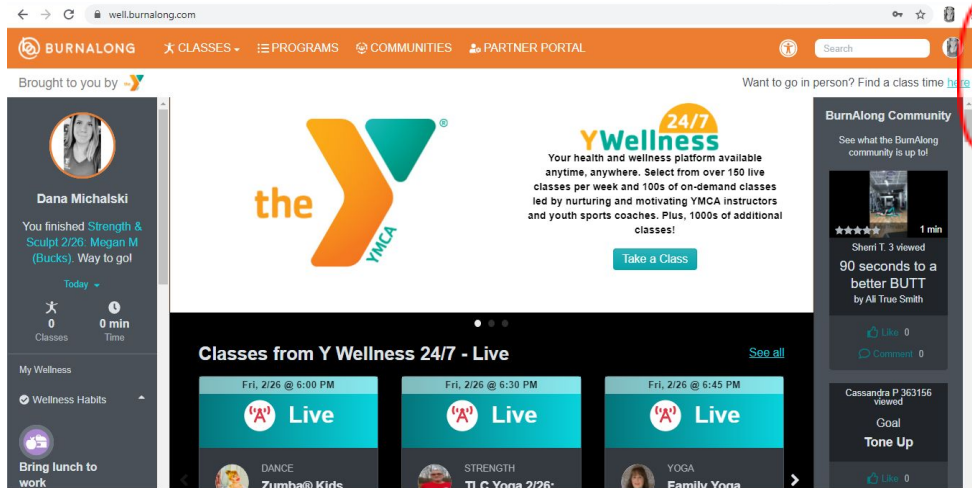 well.burnalong.com
BURNALONG
CLASSES
PROGRAMS
COMMUNITIES
PARTNER PORTAL
Search
Brought to you by
Want to go in person? Find a class time here
Dana Michalski
You finished Strength &
Sculpt 2/26: Megan M
(Bucks). Way to go!
Today
0
0 min
Classes
Time
My Wellness
Wellness Habits
Bring lunch to
work
the
YMCA
®
24/7
YWellness
Your health and wellness platform available
anytime, anywhere. Select from over 150 live
classes per week and 100s of on-demand classes
led by nurturing and motivating YMCA instructors
and youth sports coaches. Plus, 1000s of additional
classes!
Take a Class
Classes from Y Wellness 24/7 - Live
See all
Fri, 2/26 @ 6:00 PM
Live
DANCE
Zumba® Kids
Fri, 2/26 @ 6:30 PM
Live
STRENGTH
TLC Yoga 2/26:
Fri, 2/26 @ 6:45 PM
Live
YOGA
Family Yoga
BurnAlong Community
See what the BurnAlong
community is up to!
1 min
Sherri T. 3 viewed
90 seconds to a
better BUTT
by Ali True Smith
Like 0
Comment 0
Cassandra P 363156
viewed
Goal
Tone Up
Like 0